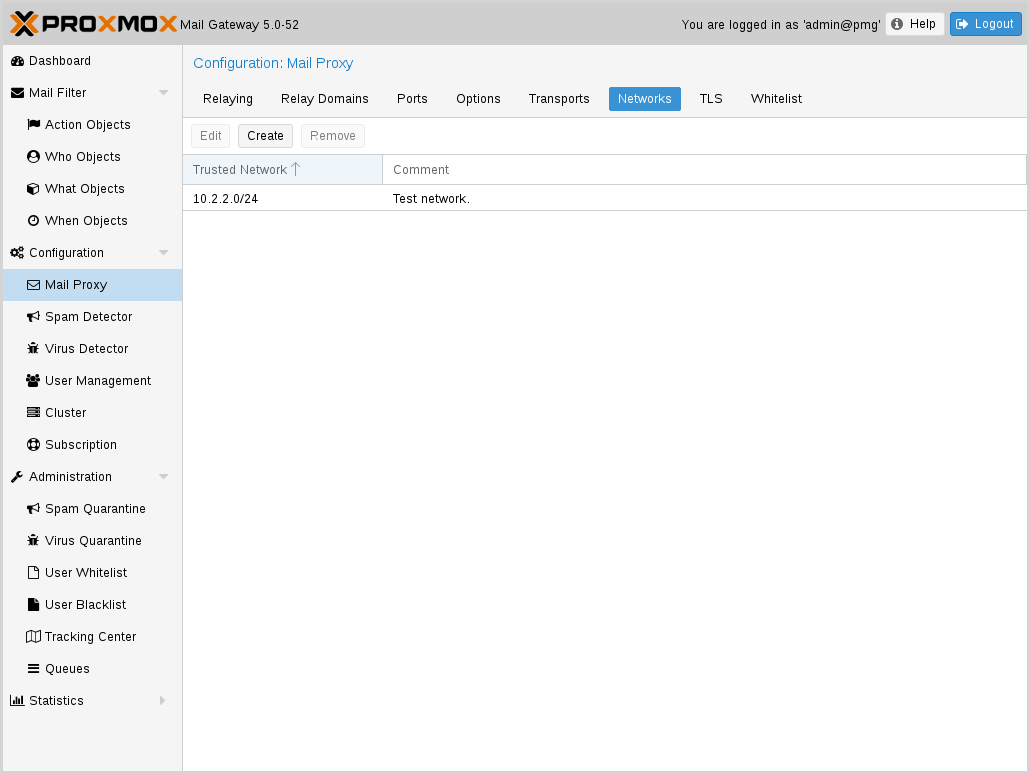 PROXMOX Mail Gateway 5.0-52 You are logged in as 'admin@pmg' Help Logout
Dashboard
Mail Filter
Action Objects
Who Objects
What Objects
When Objects
Configuration
Mail Proxy
Spam Detector
Virus Detector
User Management
Cluster
Subscription
Administration
Spam Quarantine
Virus Quarantine
User Whitelist
User Blacklist
Tracking Center
Queues
Statistics
Configuration: Mail Proxy
Relaying Relay Domains Ports Options Transports Networks TLS Whitelist
Edit Create Remove
Trusted Network Comment
10.2.2.0/24 Test network.